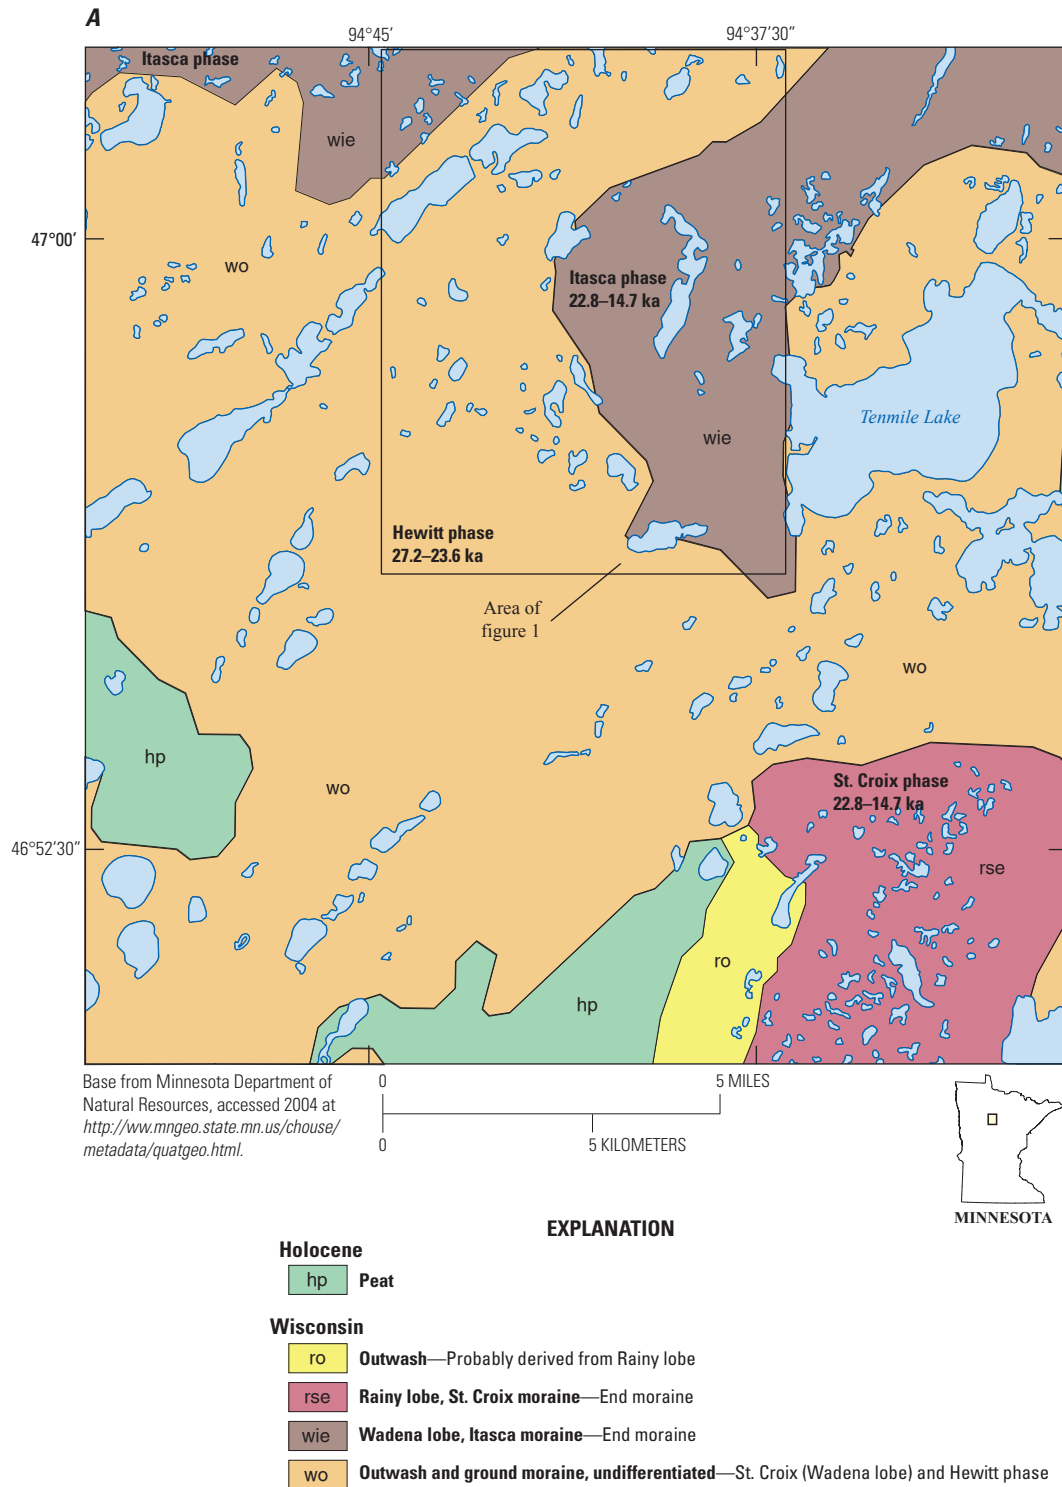 A
94°45′
94°37′30″
Itasca phase
wie
47°00′
wo
Itasca phase
22.8–14.7 ka
Tenmile Lake
wie
Hewitt phase
27.2–23.6 ka
Area of
figure 1
wo
hp
wo
St. Croix phase
22.8–14.7 ka
46°52′30″
rse
ro
hp
Base from Minnesota Department of
Natural Resources, accessed 2004 at
http://ww.mngeo.state.mn.us/chouse/
metadata/quatgeo.html.
0 5 MILES
0 5 KILOMETERS
MINNESOTA
EXPLANATION
Holocene
hp Peat
Wisconsin
ro Outwash—Probably derived from Rainy lobe
rse Rainy lobe, St. Croix moraine—End moraine
wie Wadena lobe, Itasca moraine—End moraine
wo Outwash and ground moraine, undifferentiated—St. Croix (Wadena lobe) and Hewitt phase